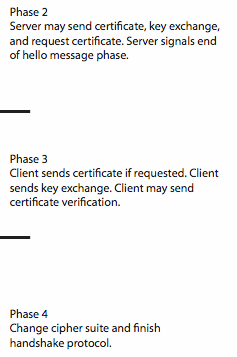 Phase 2
Server may send certificate, key exchange,
and request certificate. Server signals end
of hello message phase.
Phase 3
Client sends certificate if requested. Client
sends key exchange. Client may send
certificate verification.
Phase 4
Change cipher suite and finish
handshake protocol.